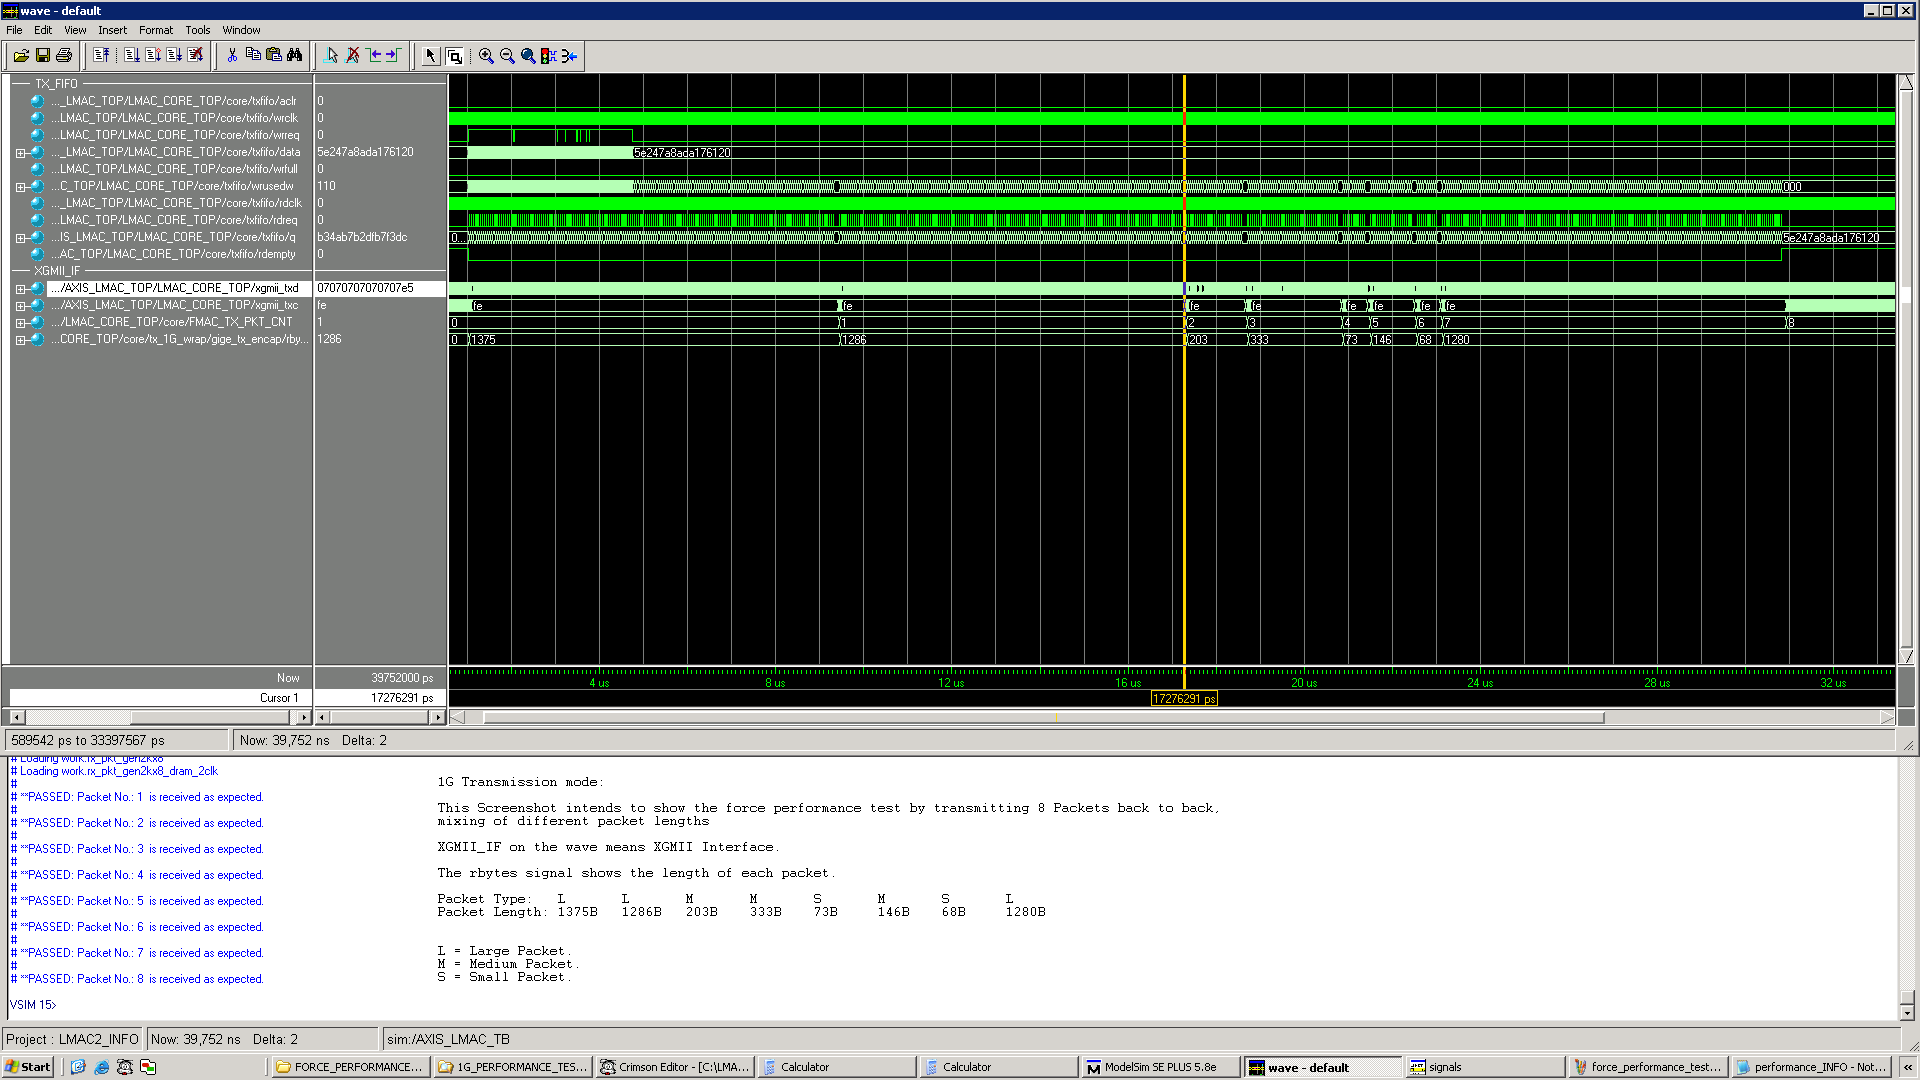 wave - default
File Edit View Insert Format Tools Window
TX_FIFO
..._LMAC_TOP/LMAC_CORE_TOP/core/txfifo/aclr 0
...LMAC_TOP/LMAC_CORE_TOP/core/txfifo/wrclk 0
...LMAC_TOP/LMAC_CORE_TOP/core/txfifo/wrreq 0
..._LMAC_TOP/LMAC_CORE_TOP/core/txfifo/data 5e247a8ada176120 5e247a8ada176120
...LMAC_TOP/LMAC_CORE_TOP/core/txfifo/wrfull 0
...C_TOP/LMAC_CORE_TOP/core/txfifo/wrusedw 110 000
..._LMAC_TOP/LMAC_CORE_TOP/core/txfifo/rdclk 0
...LMAC_TOP/LMAC_CORE_TOP/core/txfifo/rdreq 0
...IS_LMAC_TOP/LMAC_CORE_TOP/core/txfifo/q b34ab7b2dfb7f3dc 0... 5e247a8ada176120
...AC_TOP/LMAC_CORE_TOP/core/txfifo/rdempty 0
XGMII_IF
.../AXIS_LMAC_TOP/LMAC_CORE_TOP/xgmii_txd 07070707070707e5
.../AXIS_LMAC_TOP/LMAC_CORE_TOP/xgmii_txc fe fe fe fe fe fe fe fe fe
.../LMAC_CORE_TOP/core/FMAC_TX_PKT_CNT 1 0 1 2 3 4 5 6 7 8
...CORE_TOP/core/tx_1G_wrap/gige_tx_encap/rby... 1286 0 1375 1286 203 333 73 146 68 1280
Now 39752000 ps 4 us 8 us 12 us 16 us 20 us 24 us 28 us 32 us
Cursor 1 17276291 ps 17276291 ps
589542 ps to 33397567 ps Now: 39,752 ns Delta: 2
# Loading work.rx_pkt_gen2kx8
# Loading work.rx_pkt_gen2kx8_dram_2clk
#
# **PASSED: Packet No.: 1 is received as expected.
#
# **PASSED: Packet No.: 2 is received as expected.
#
# **PASSED: Packet No.: 3 is received as expected.
#
# **PASSED: Packet No.: 4 is received as expected.
#
# **PASSED: Packet No.: 5 is received as expected.
#
# **PASSED: Packet No.: 6 is received as expected.
#
# **PASSED: Packet No.: 7 is received as expected.
#
# **PASSED: Packet No.: 8 is received as expected.
VSIM 15>
1G Transmission mode:
This Screenshot intends to show the force performance test by transmitting 8 Packets back to back,
mixing of different packet lengths
XGMII_IF on the wave means XGMII Interface.
The rbytes signal shows the length of each packet.
Packet Type: L L M M S M S L
Packet Length: 1375B 1286B 203B 333B 73B 146B 68B 1280B
L = Large Packet.
M = Medium Packet.
S = Small Packet.
Project : LMAC2_INFO Now: 39,752 ns Delta: 2 sim:/AXIS_LMAC_TB
Start FORCE_PERFORMANCE... 1G_PERFORMANCE_TES... Crimson Editor - [C:\LMA... Calculator Calculator ModelSim SE PLUS 5.8e wave - default signals force_performance_test... performance_INFO - Not... «